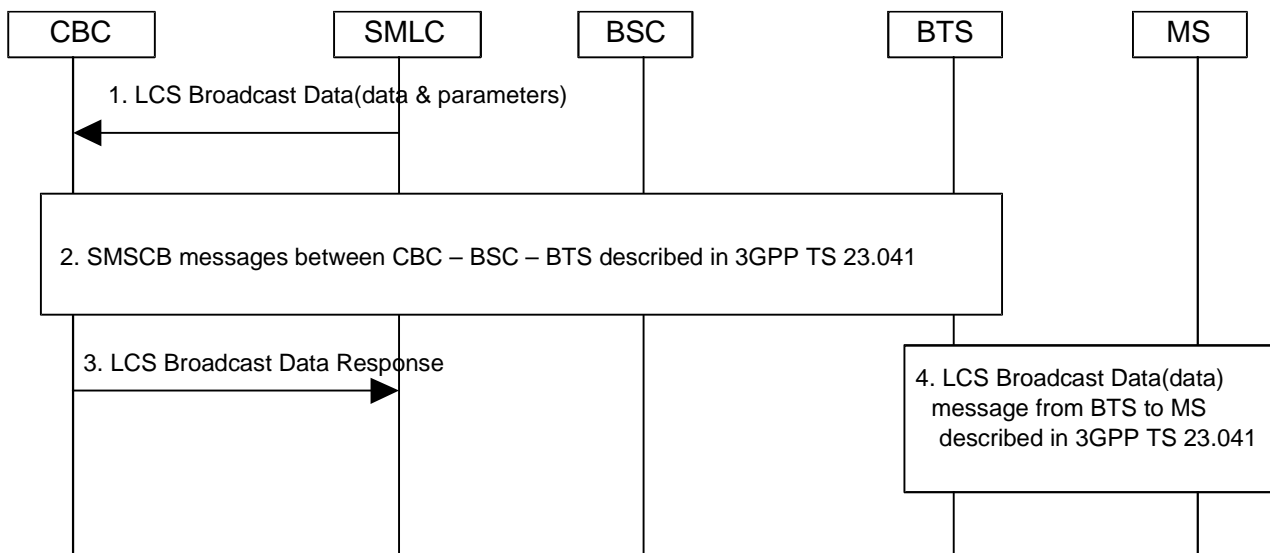 CBC SMLC BSC BTS MS
1. LCS Broadcast Data(data & parameters)
2. SMSCB messages between CBC – BSC – BTS described in 3GPP TS 23.041
3. LCS Broadcast Data Response
4. LCS Broadcast Data(data)
message from BTS to MS
described in 3GPP TS 23.041